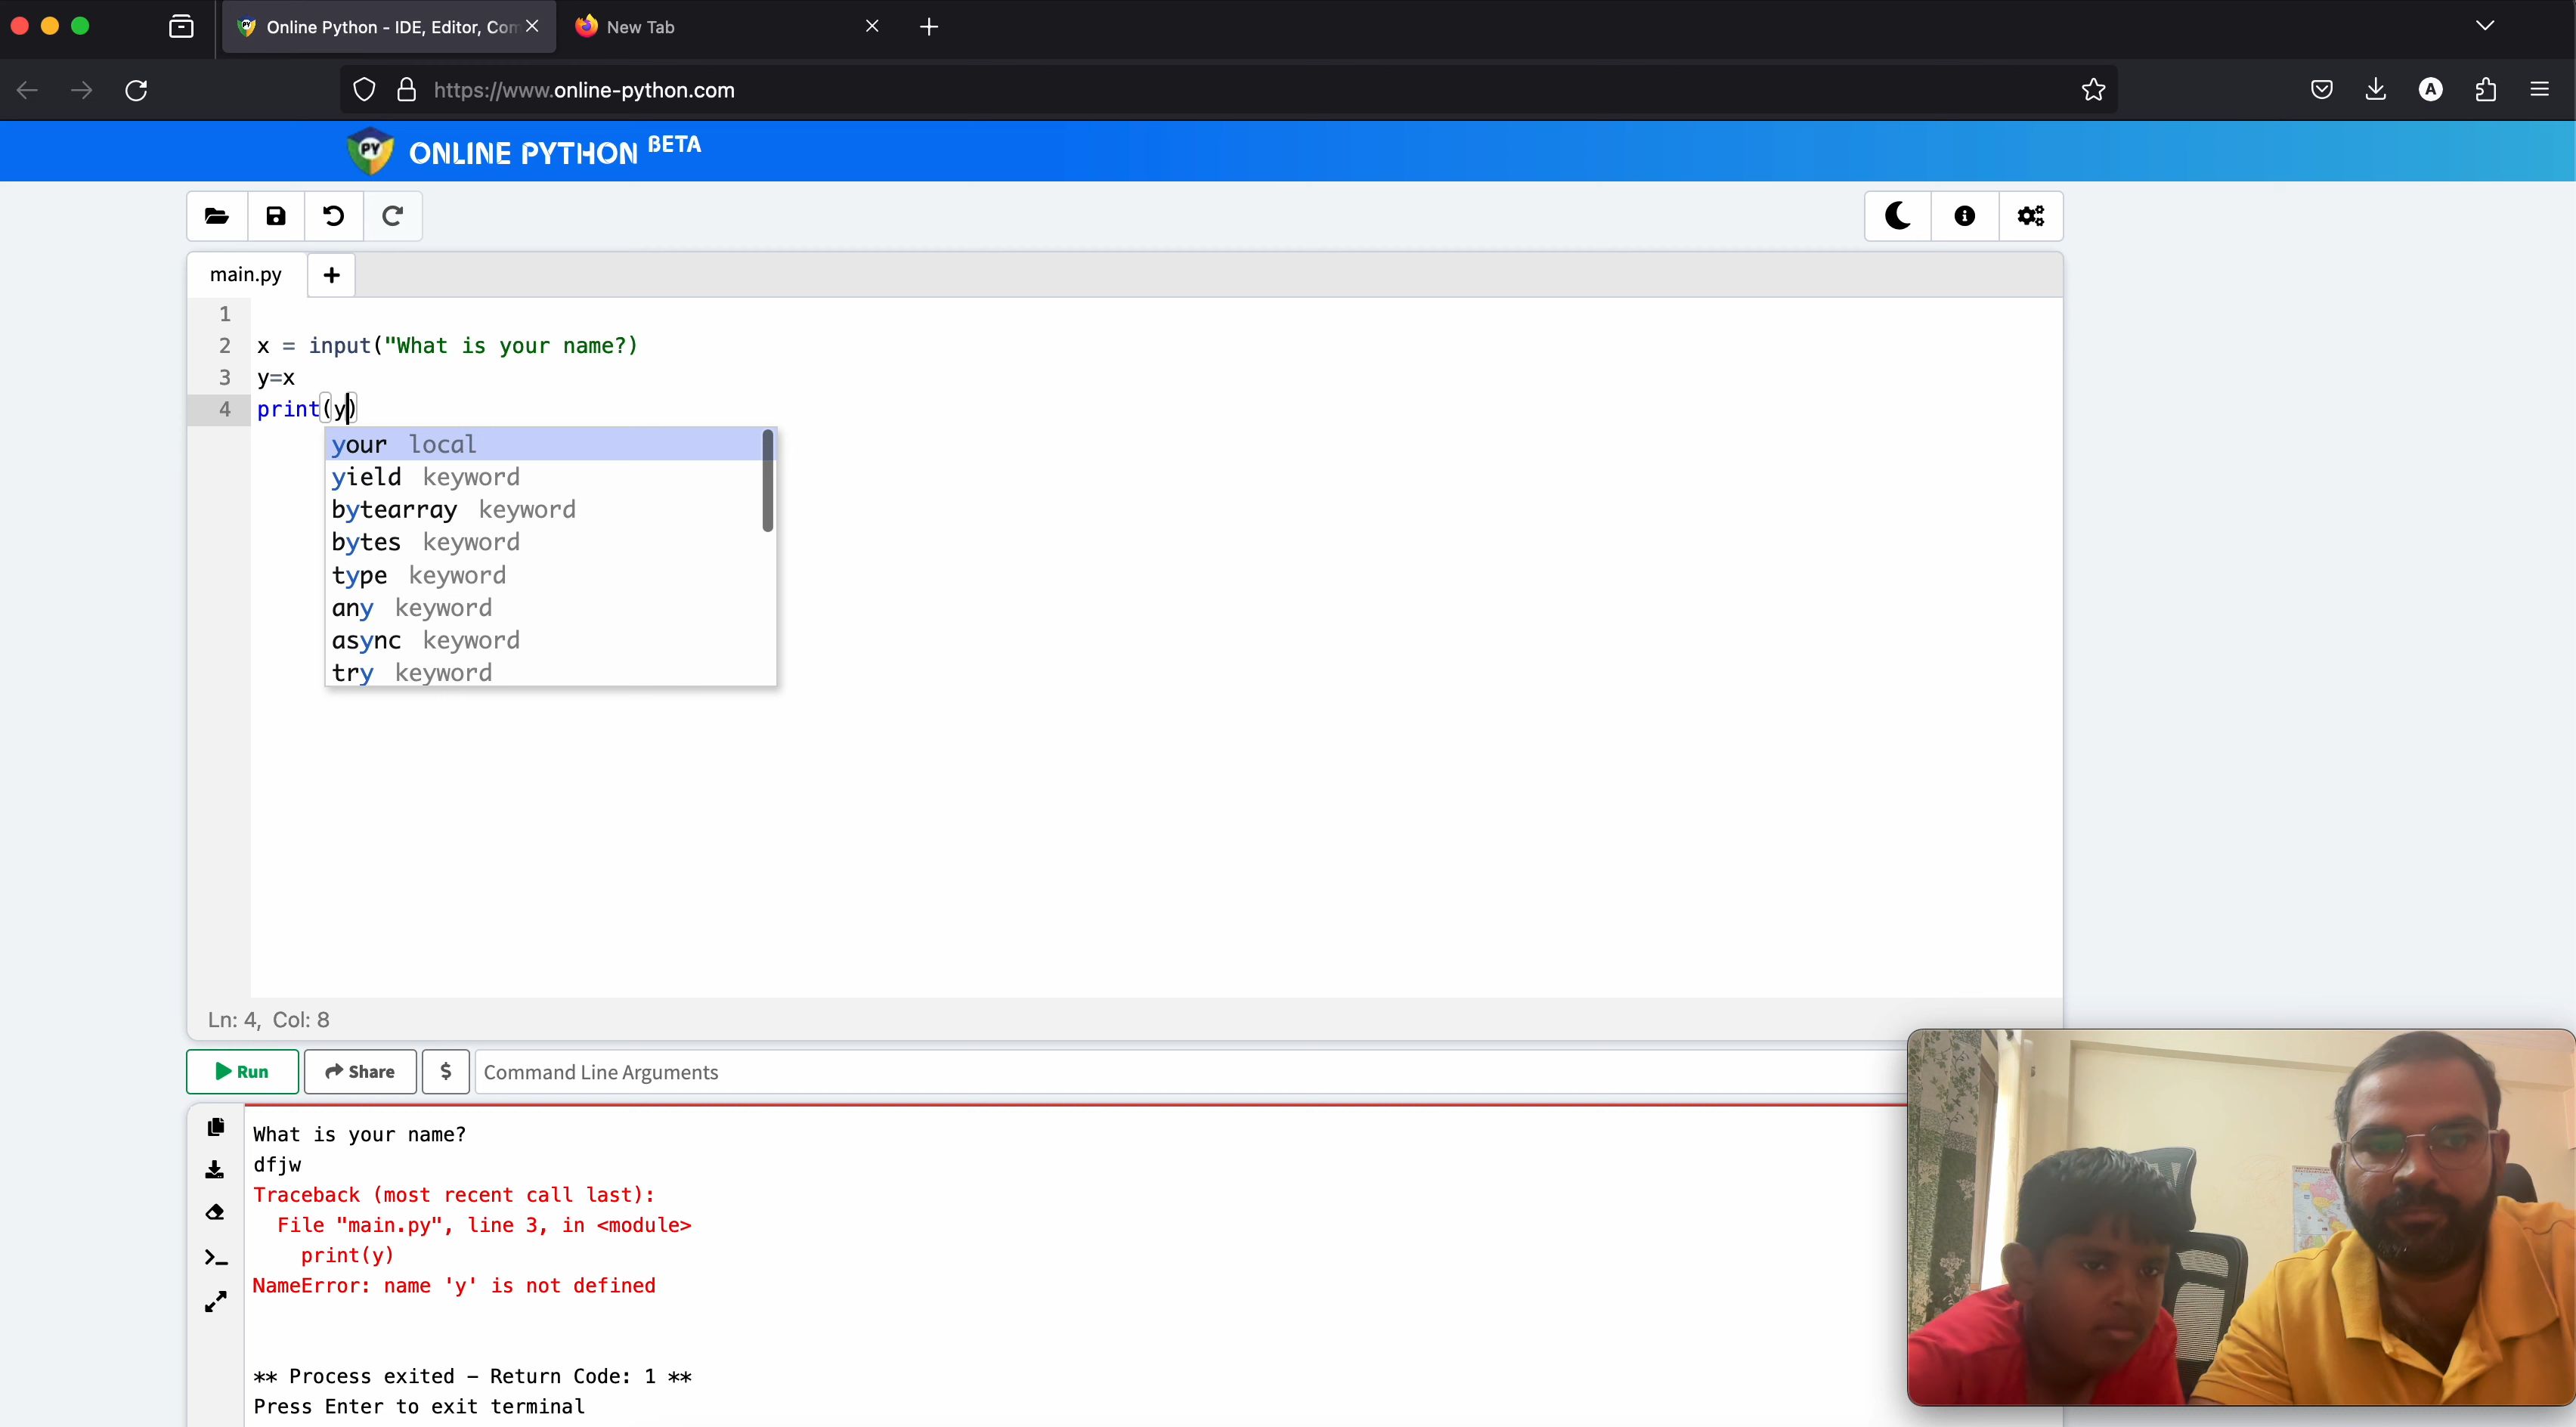 Online Python - IDE, Editor, Com
New Tab
https://www.online-python.com
PY ONLINE PYTHON BETA
main.py
1
2 x = input("What is your name?)
3 y=x
4 print(y)
your local
yield keyword
bytearray keyword
bytes keyword
type keyword
any keyword
async keyword
try keyword
Ln: 4, Col: 8
Run Share $ Command Line Arguments
What is your name?
dfjw
Traceback (most recent call last):
File "main.py", line 3, in <module>
print(y)
NameError: name 'y' is not defined
** Process exited - Return Code: 1 **
Press Enter to exit terminal